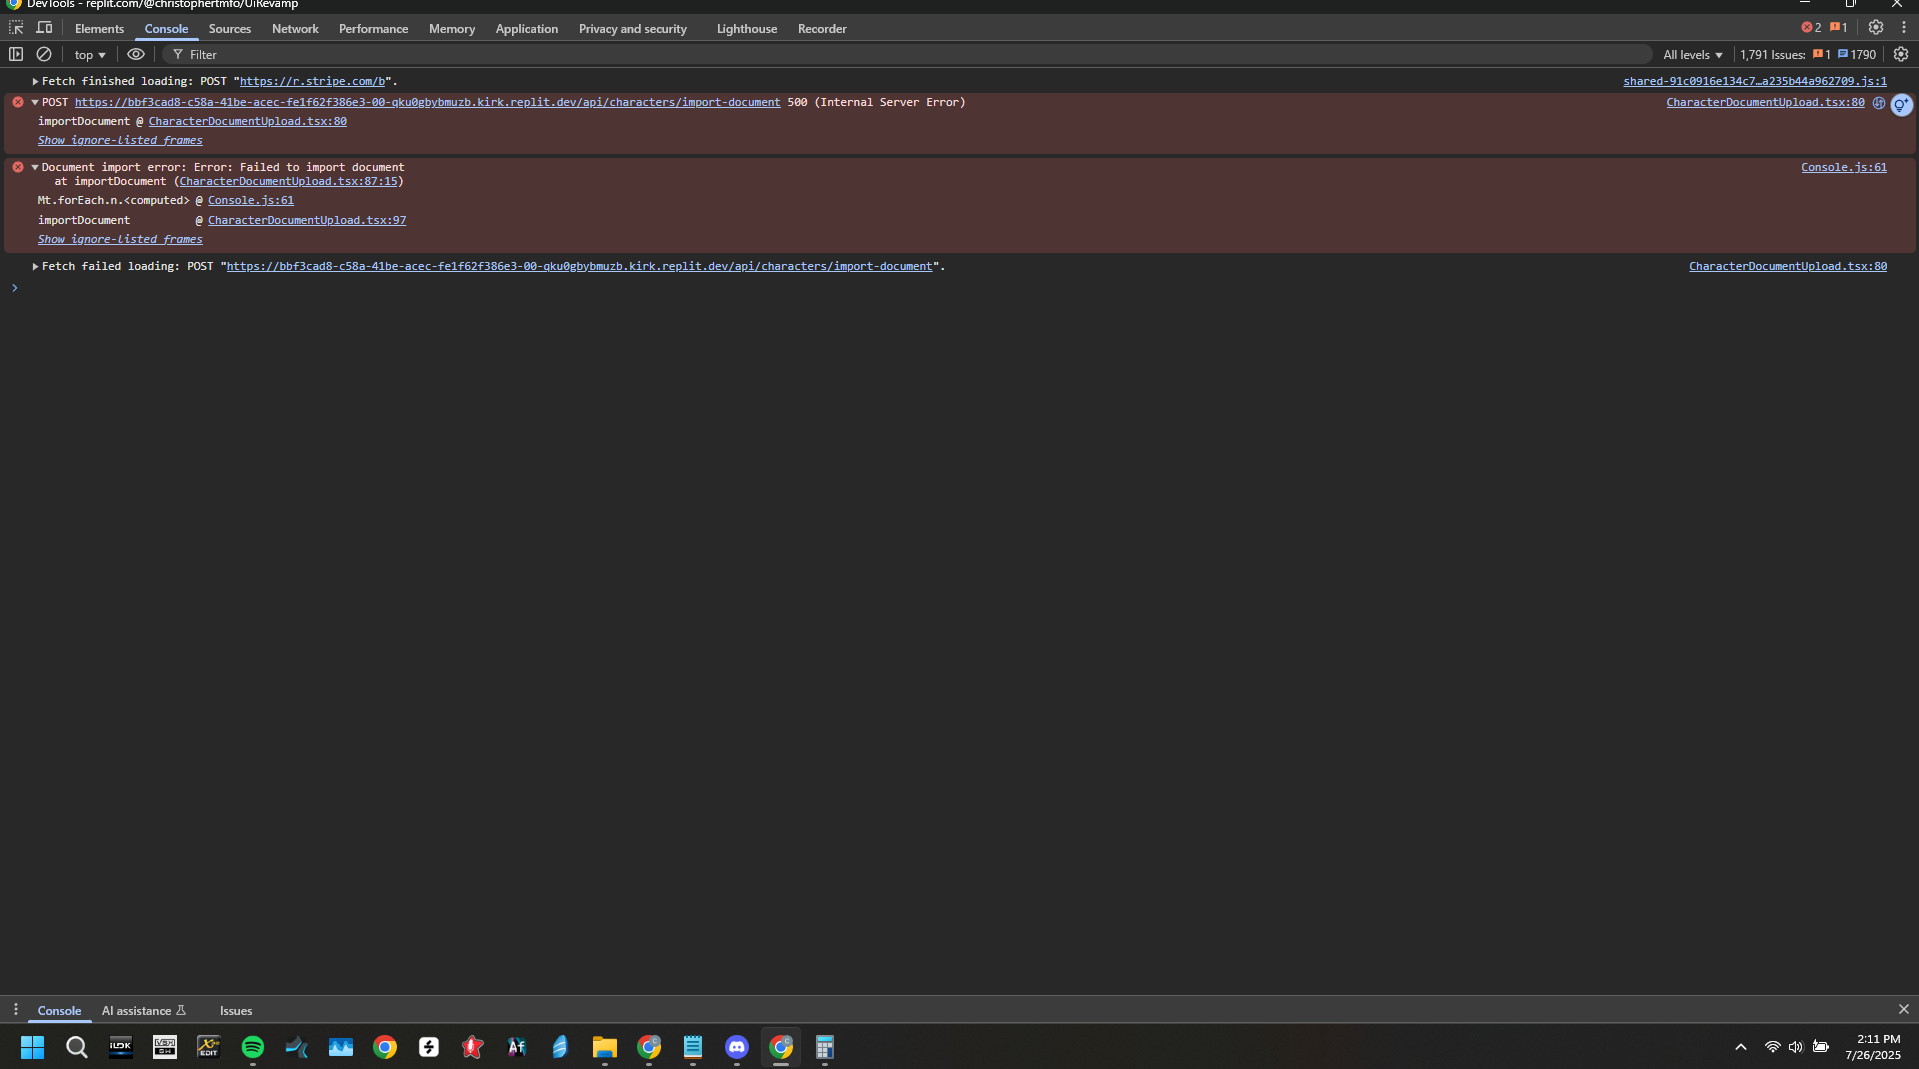 DevTools - replit.com/@christophertmfo/UiRevamp
Elements Console Sources Network Performance Memory Application Privacy and security Lighthouse Recorder 2 1
top Filter All levels 1,791 Issues: 1 1790
Fetch finished loading: POST "https://r.stripe.com/b". shared-91c0916e134c7…a235b44a962709.js:1
POST https://bbf3cad8-c58a-41be-acec-fe1f62f386e3-00-qku0gbybmuzb.kirk.replit.dev/api/characters/import-document 500 (Internal Server Error) CharacterDocumentUpload.tsx:80
importDocument @ CharacterDocumentUpload.tsx:80
Show ignore-listed frames
Document import error: Error: Failed to import document Console.js:61
at importDocument (CharacterDocumentUpload.tsx:87:15)
Mt.forEach.n.<computed> @ Console.js:61
importDocument @ CharacterDocumentUpload.tsx:97
Show ignore-listed frames
Fetch failed loading: POST "https://bbf3cad8-c58a-41be-acec-fe1f62f386e3-00-qku0gbybmuzb.kirk.replit.dev/api/characters/import-document". CharacterDocumentUpload.tsx:80
Console AI assistance Issues
EDIT Af
2:11 PM
7/26/2025